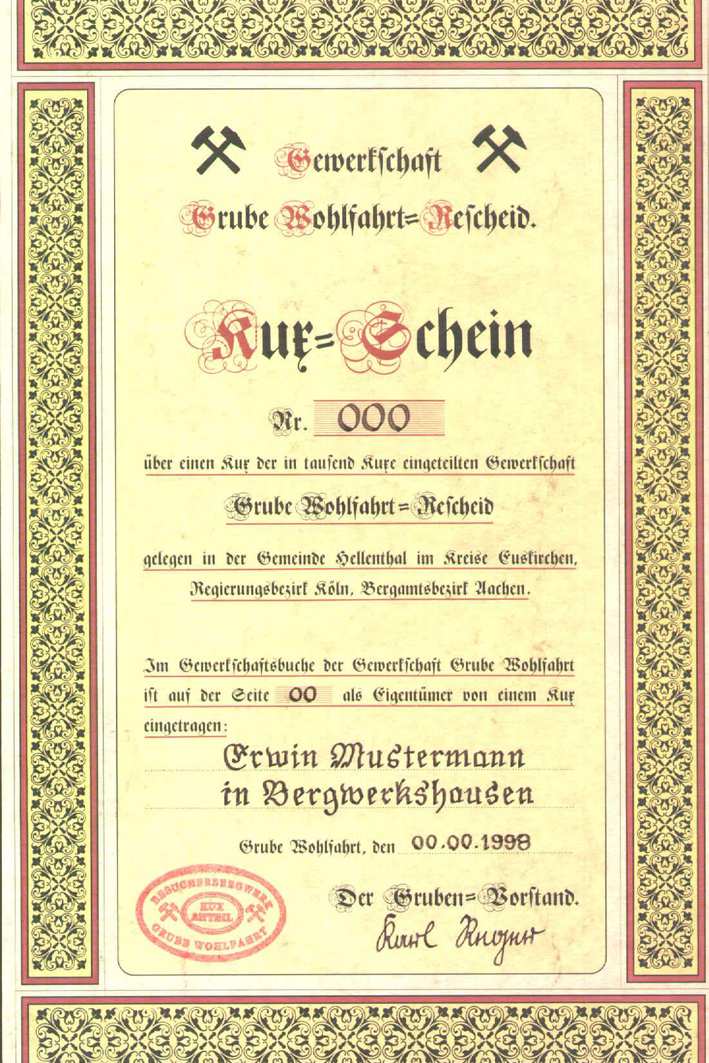 Gewerkschaft
Grube Wohlfahrt=Rescheid.
Kux=Schein
Nr. 000
über einen Kux der in tausend Kuxe eingeteilten Gewerkschaft
Grube Wohlfahrt=Rescheid
gelegen in der Gemeinde Hellenthal im Kreise Euskirchen,
Regierungsbezirk Köln, Bergamtsbezirk Aachen.
Im Gewerkschaftsbuche der Gewerkschaft Grube Wohlfahrt
ist auf der Seite 00 als Eigentümer von einem Kux
eingetragen:
Erwin Mustermann
in Bergwerkshausen
Grube Wohlfahrt, den 00.00.1998
Der Gruben=Vorstand.
Karl Reger
BESUCHERBERGWERK
KUX
ANTEIL
GRUBE WOHLFAHRT